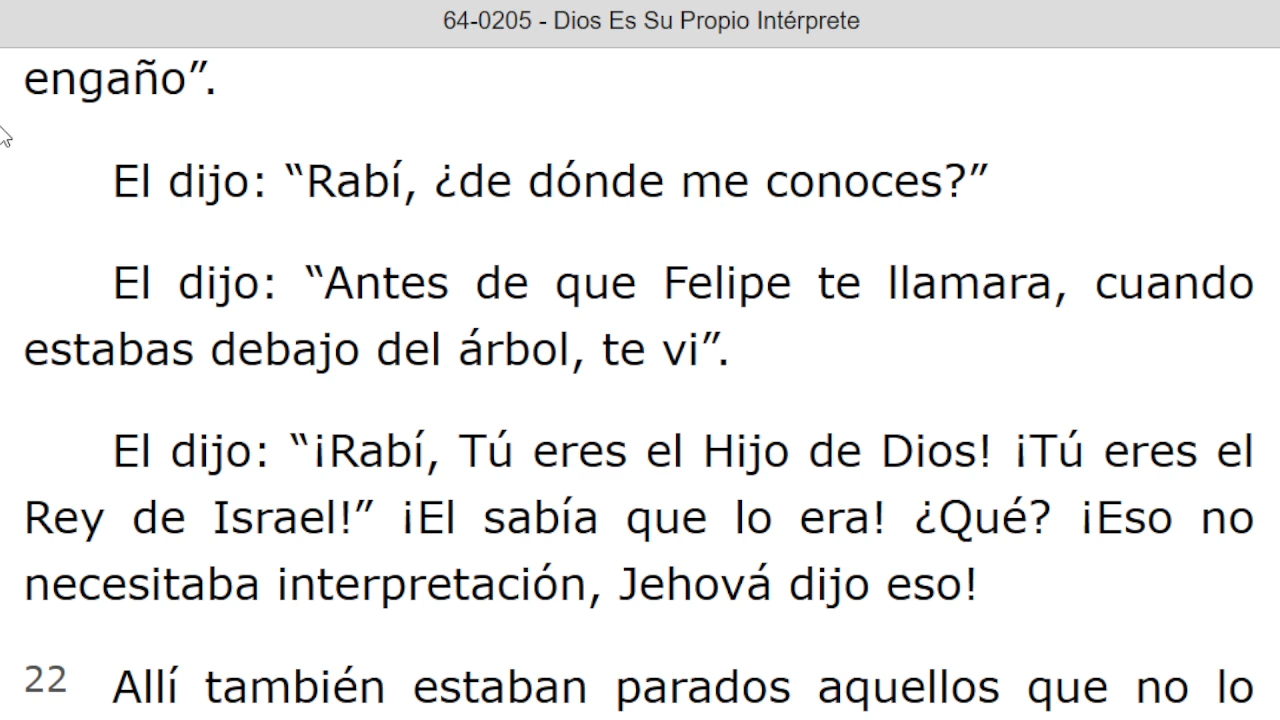 64-0205 - Dios Es Su Propio Intérprete
engaño”.
El dijo: “Rabí, ¿de dónde me conoces?”
El dijo: “Antes de que Felipe te llamara, cuando
estabas debajo del árbol, te vi”.
El dijo: “¡Rabí, Tú eres el Hijo de Dios! ¡Tú eres el
Rey de Israel!” ¡El sabía que lo era! ¿Qué? ¡Eso no
necesitaba interpretación, Jehová dijo eso!
22 Allí también estaban parados aquellos que no lo